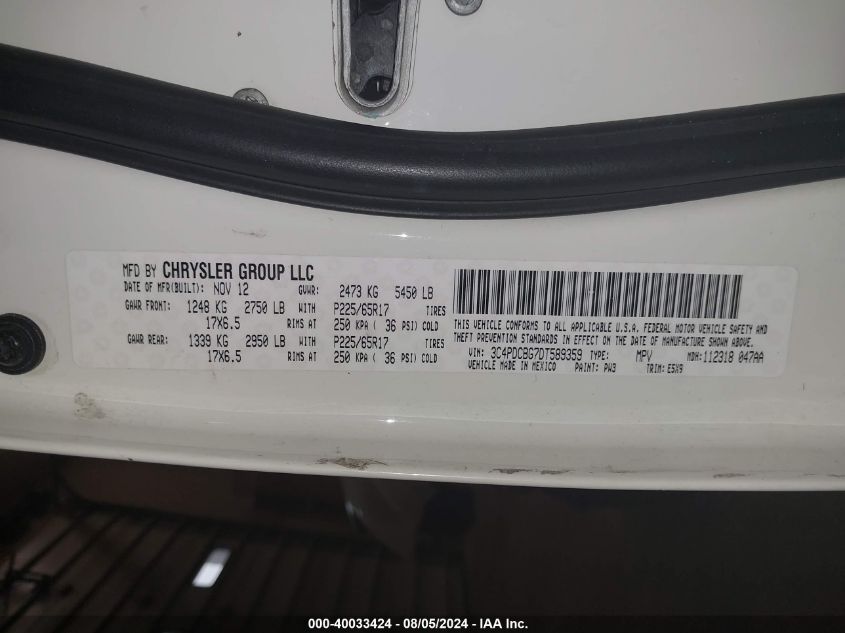 MFD BY CHRYSLER GROUP LLC
DATE OF MFR(BUILT): NOV 12 GVWR: 2473 KG 5450 LB
GAWR FRONT: 1248 KG 2750 LB WITH P225/65R17 TIRES
17X6.5 RIMS AT 250 KPA ( 36 PSI) COLD
GAWR REAR: 1339 KG 2950 LB WITH P225/65R17 TIRES
17X6.5 RIMS AT 250 KPA ( 36 PSI) COLD
THIS VEHICLE CONFORMS TO ALL APPLICABLE U.S.A. FEDERAL MOTOR VEHICLE SAFETY AND
THEFT PREVENTION STANDARDS IN EFFECT ON THE DATE OF MANUFACTURE SHOWN ABOVE.
VIN: 3C4PDCBG7DT589359 TYPE: MPV MDH: 112318 047AA
VEHICLE MADE IN MEXICO PAINT: PW3 TRIM: E5X9
000-40033424 - 08/05/2024 - IAA Inc.